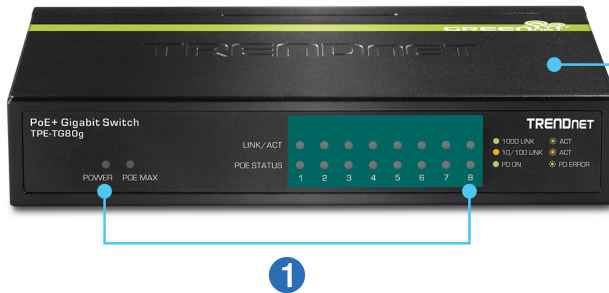 GREENnet
TRENDNET
PoE+ Gigabit Switch
TPE-TG80g
TRENDNET
LINK/ACT
1000 LINK ACT
10/100 LINK ACT
POE STATUS
PD ON PD ERROR
POWER POE MAX
1 2 3 4 5 6 7 8
1